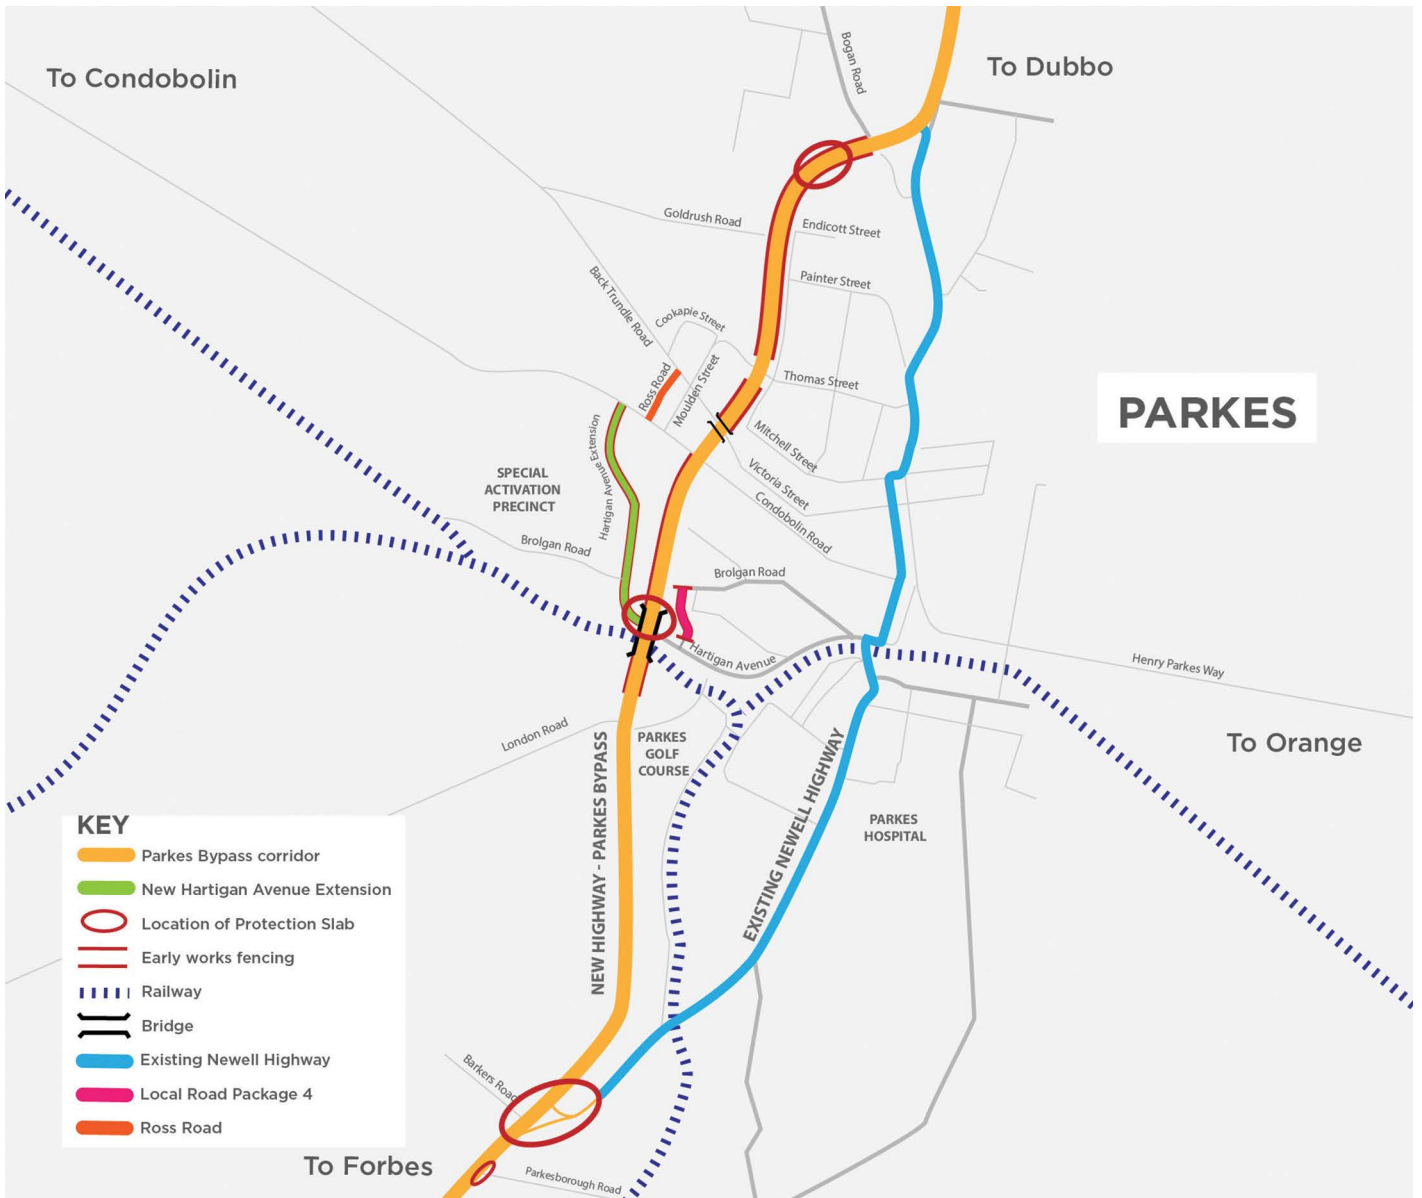 To Condobolin
Bogan Road
To Dubbo
Goldrush Road
Endicott Street
Painter Street
Back Trundle Road
Cookapie Street
Ross Road
Moulden Street
Thomas Street
PARKES
Hartigan Avenue Extension
Mitchell Street
Victoria Street
Condobolin Road
SPECIAL
ACTIVATION
PRECINCT
Brolgan Road
Brolgan Road
Hartigan Avenue
Henry Parkes Way
London Road
PARKES
GOLF
COURSE
To Orange
NEW HIGHWAY - PARKES BYPASS
EXISTING NEWELL HIGHWAY
PARKES
HOSPITAL
KEY
Parkes Bypass corridor
New Hartigan Avenue Extension
Location of Protection Slab
Early works fencing
Railway
Bridge
Existing Newell Highway
Local Road Package 4
Ross Road
Barkers Road
To Forbes
Parkesborough Road